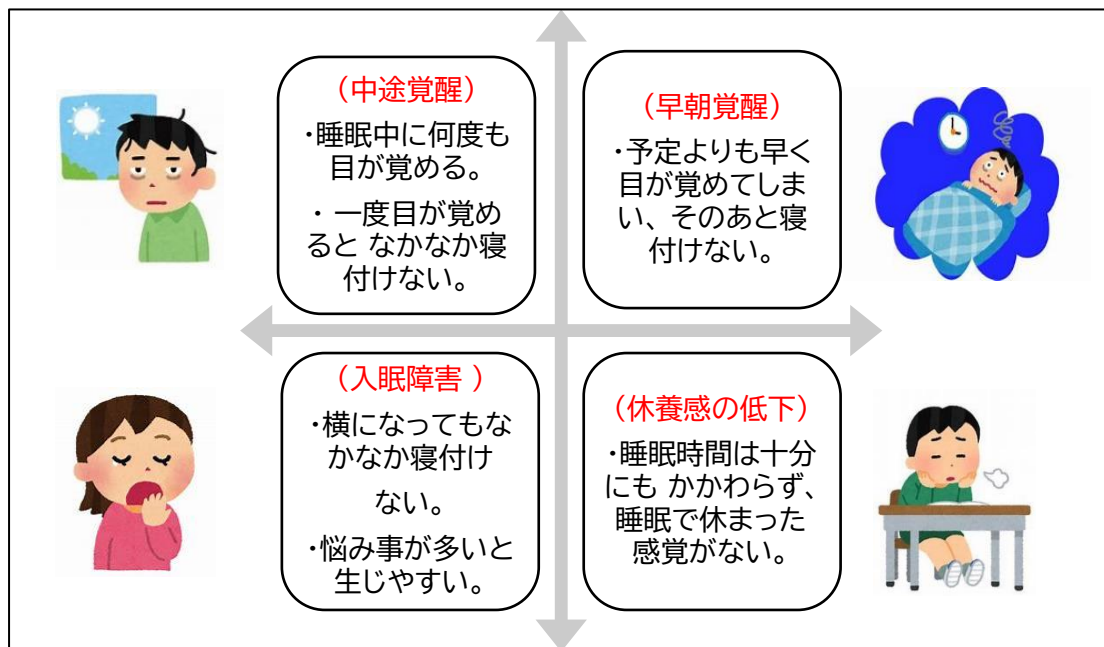 （中途覚醒）
・睡眠中に何度も
目が覚める。
・ 一度目が覚め
ると なかなか寝
付けない。
（早朝覚醒）
・予定よりも早く
目が覚めてしま
い、そのあと寝
付けない。
（入眠障害 ）
・横になってもな
かなか寝付け
ない。
・悩み事が多いと
生じやすい。
（休養感の低下）
・睡眠時間は十分
にも かかわらず、
睡眠で休まった
感覚がない。